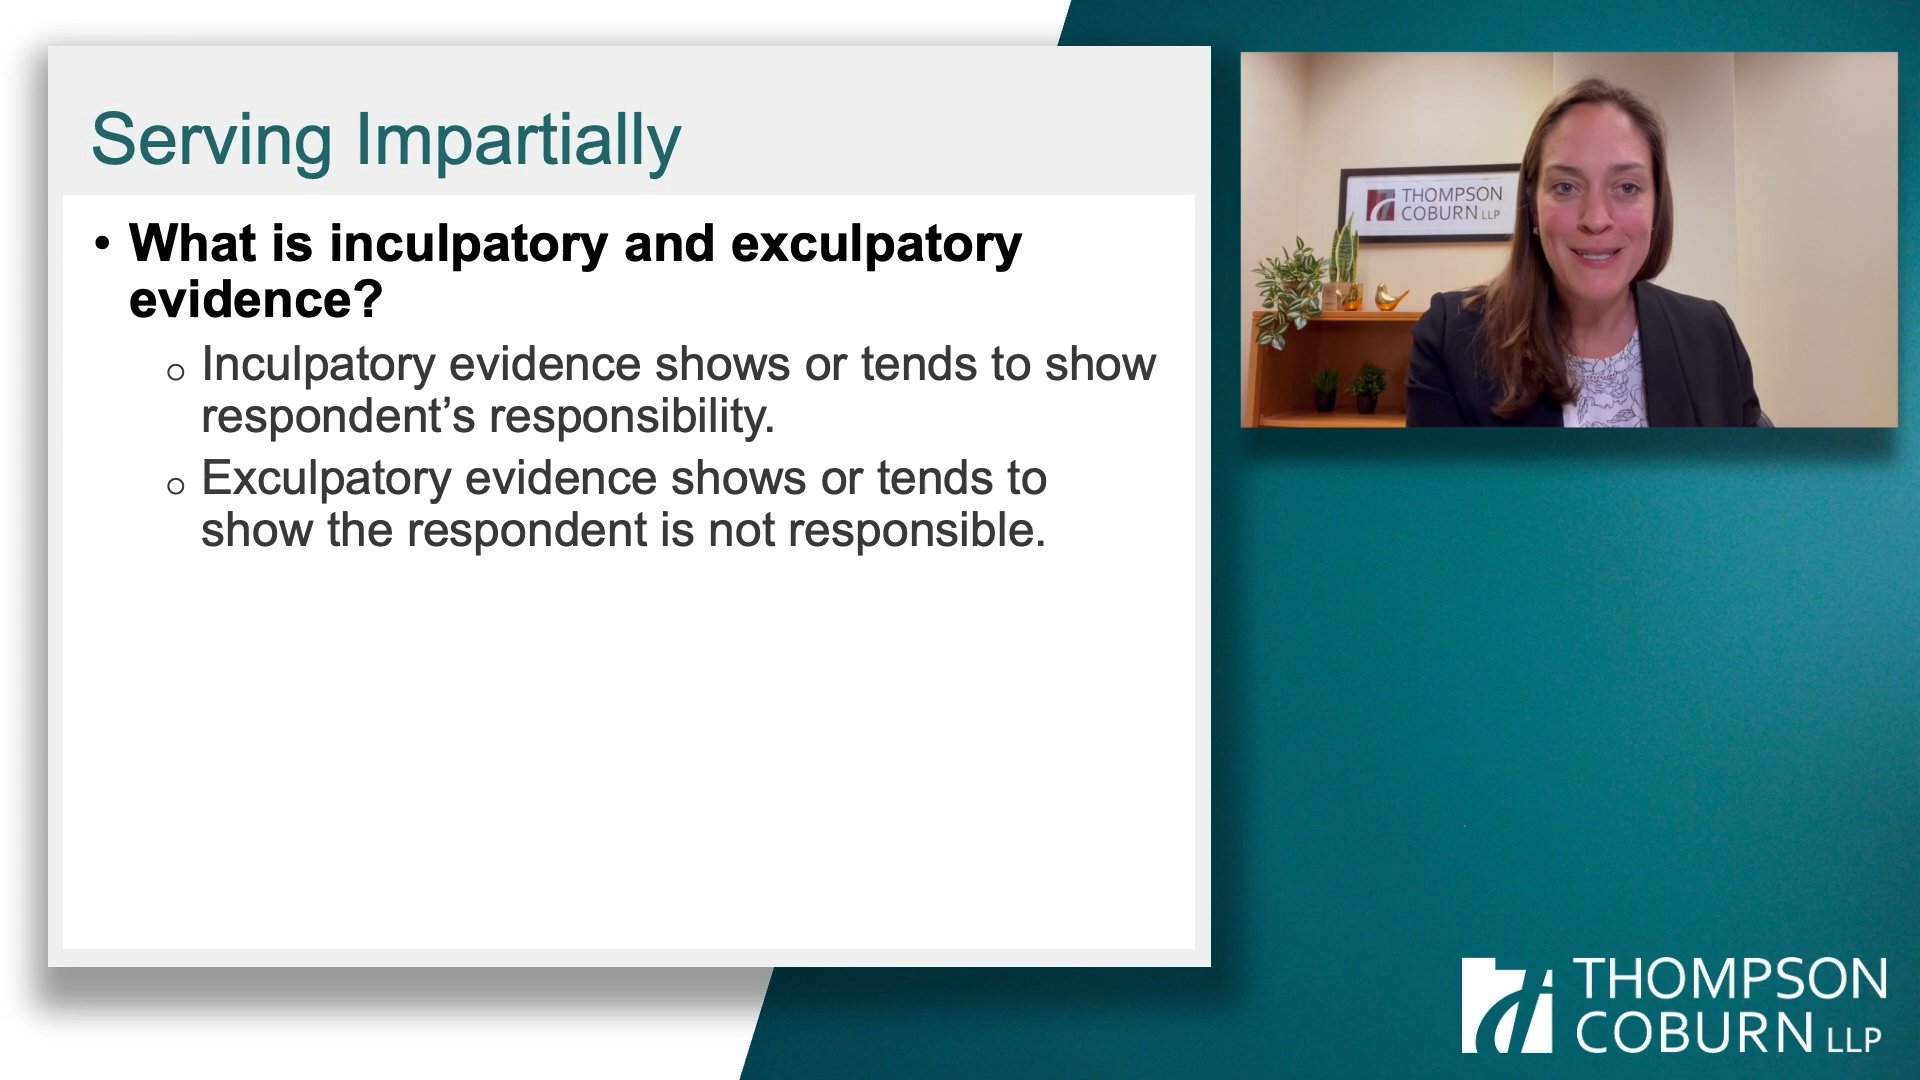 Serving Impartially
• What is inculpatory and exculpatory
evidence?
o Inculpatory evidence shows or tends to show
respondent’s responsibility.
o Exculpatory evidence shows or tends to
show the respondent is not responsible.
THOMPSON
COBURN LLP
THOMPSON
COBURN LLP